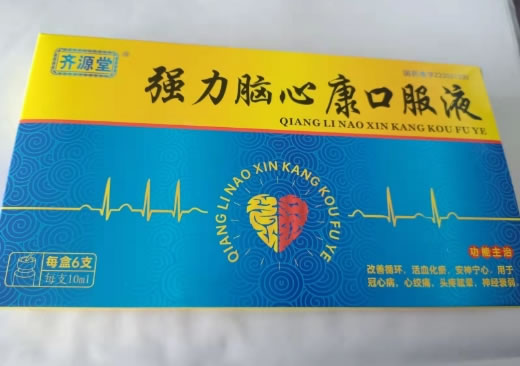 齐源堂
强力脑心康口服液
QIANG LI NAO XIN KANG KOU FU YE
QIANG LI NAO XIN KANG KOU FU YE
每盒6支
每支10ml
功能主治
改善循环，活血化瘀，安神宁心，用于
冠心病，心绞痛，头疼眩晕，神经衰弱。